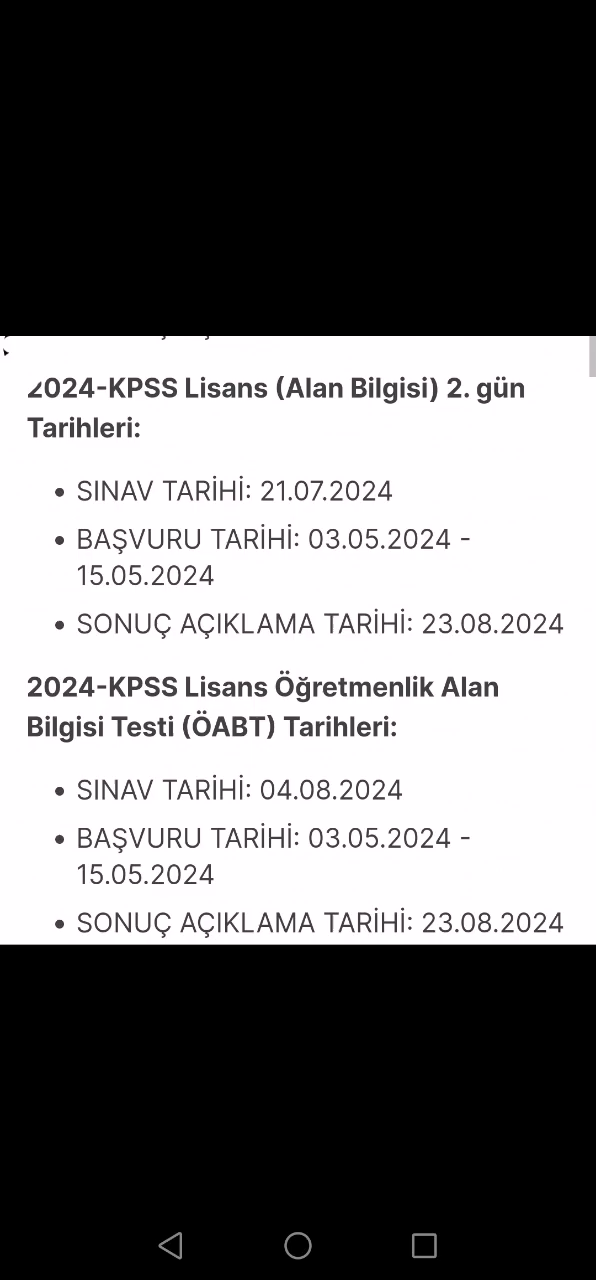 2024-KPSS Lisans (Alan Bilgisi) 2. gün
Tarihleri:
• SINAV TARİHİ: 21.07.2024
• BAŞVURU TARİHİ: 03.05.2024 -
15.05.2024
• SONUÇ AÇIKLAMA TARİHİ: 23.08.2024
2024-KPSS Lisans Öğretmenlik Alan
Bilgisi Testi (ÖABT) Tarihleri:
• SINAV TARİHİ: 04.08.2024
• BAŞVURU TARİHİ: 03.05.2024 -
15.05.2024
• SONUÇ AÇIKLAMA TARİHİ: 23.08.2024